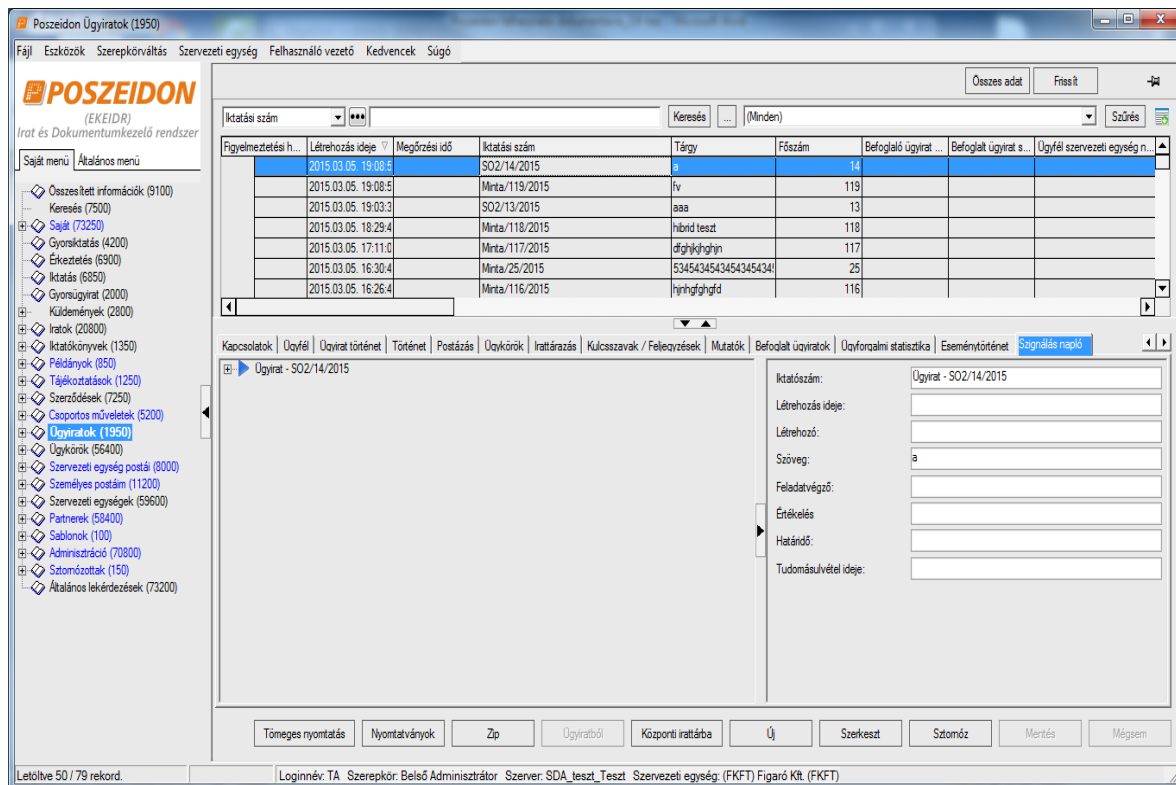 Poszeidon Ügyiratok (1950)
Fájl Eszközök Szerepkörváltás Szervezeti egység Felhasználó vezető Kedvencek Súgó
POSZEIDON
(EKEIDR)
Irat és Dokumentumkezelő rendszer
Saját menü Általános menü
Összesített információk (9100)
Keresés (7500)
Saját (73250)
Gyorsiktatás (4200)
Érkeztetés (6900)
Iktatás (6850)
Gyorsügyirat (2000)
Küldemények (2800)
Iratok (20800)
Iktatókönyvek (1350)
Példányok (850)
Tájékoztatások (1250)
Szerződések (7250)
Csoportos műveletek (5200)
Ügyiratok (1950)
Ügykörök (56400)
Szervezeti egység postái (8000)
Személyes postáim (11200)
Szervezeti egységek (59600)
Partnerek (58400)
Sablonok (100)
Adminisztráció (70800)
Sztornózottak (150)
Általános lekérdezések (73200)
Összes adat Frissít
Iktatási szám ••• Keresés ... (Minden) Szűrés
Figyelmeztetési h... Létrehozás ideje Megőrzési idő Iktatási szám Tárgy Főszám Befoglaló ügyirat ... Befoglalt ügyirat s... Ügyfél szervezeti egység n...
2015.03.05. 19:08:5 SO2/14/2015 a 14
2015.03.05. 19:08:5 Minta/119/2015 fv 119
2015.03.05. 19:03:3 SO2/13/2015 aaa 13
2015.03.05. 18:29:4 Minta/118/2015 hibrid teszt 118
2015.03.05. 17:11:0 Minta/117/2015 dfghjkjhghjn 117
2015.03.05. 16:30:4 Minta/25/2015 25
2015.03.05. 16:26:4 Minta/116/2015 hjnhgfghgfd 116
Kapcsolatok Ügyfél Ügyirat történet Történet Postázás Ügykörök Irattárazás Kulcsszavak / Feljegyzések Mutatók Befoglalt ügyiratok Ügyforgalmi statisztika Eseménytörténet Szignálás napló
Ügyirat - SO2/14/2015
Iktatószám: Ügyirat - SO2/14/2015
Létrehozás ideje:
Létrehozó:
Szöveg: a
Feladatvégző:
Értékelés
Határidő:
Tudomásulvétel ideje:
Tömeges nyomtatás Nyomtatványok Zip Ügyiratból Központi irattárba Új Szerkeszt Sztornóz Mentés Mégsem
Letöltve 50 / 79 rekord. Loginnév: TA Szerepkör: Belső Adminisztrátor Szerver: SDA_teszt_Teszt Szervezeti egység: (FKFT) Figaró Kft. (FKFT)